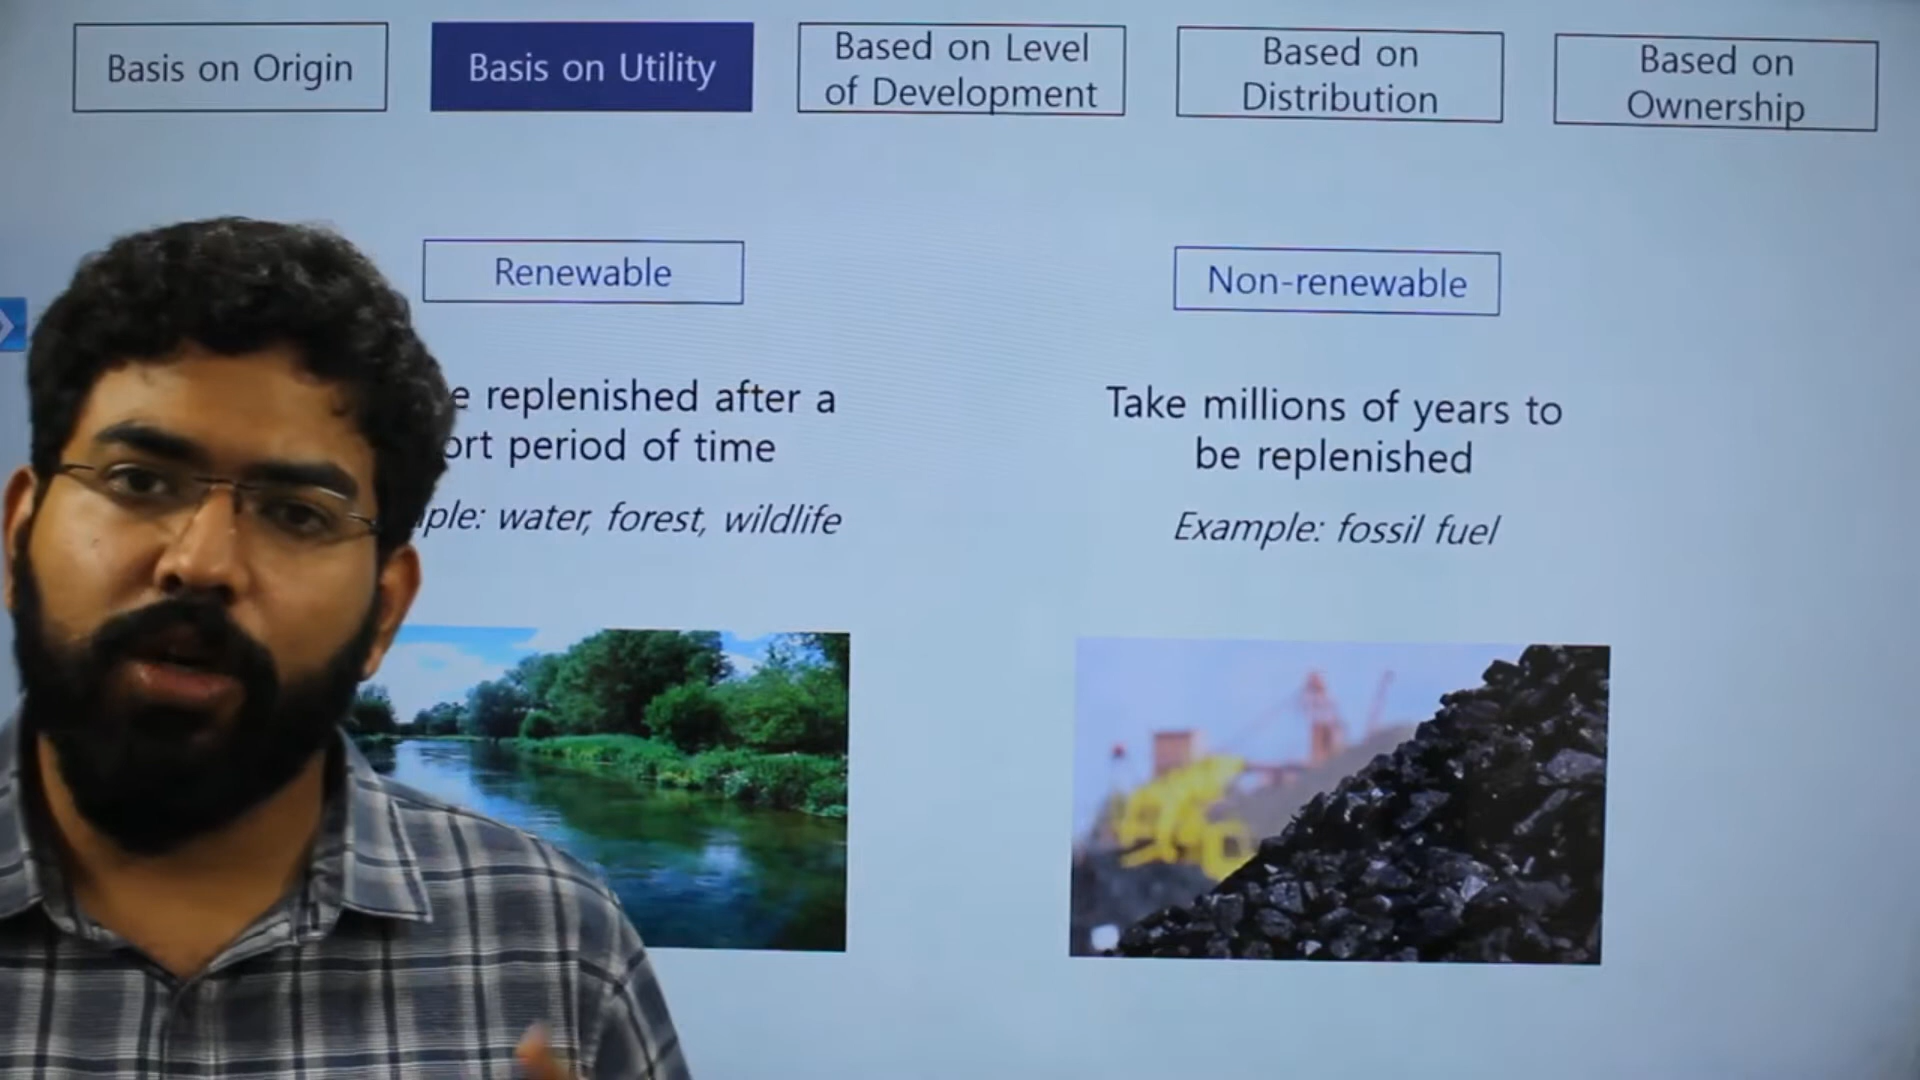 Basis on Origin
Basis on Utility
Based on Level
of Development
Based on
Distribution
Based on
Ownership
Renewable
replenished after a
period of time
water, forest, wildlife
Non-renewable
Take millions of years to
be replenished
Example: fossil fuel